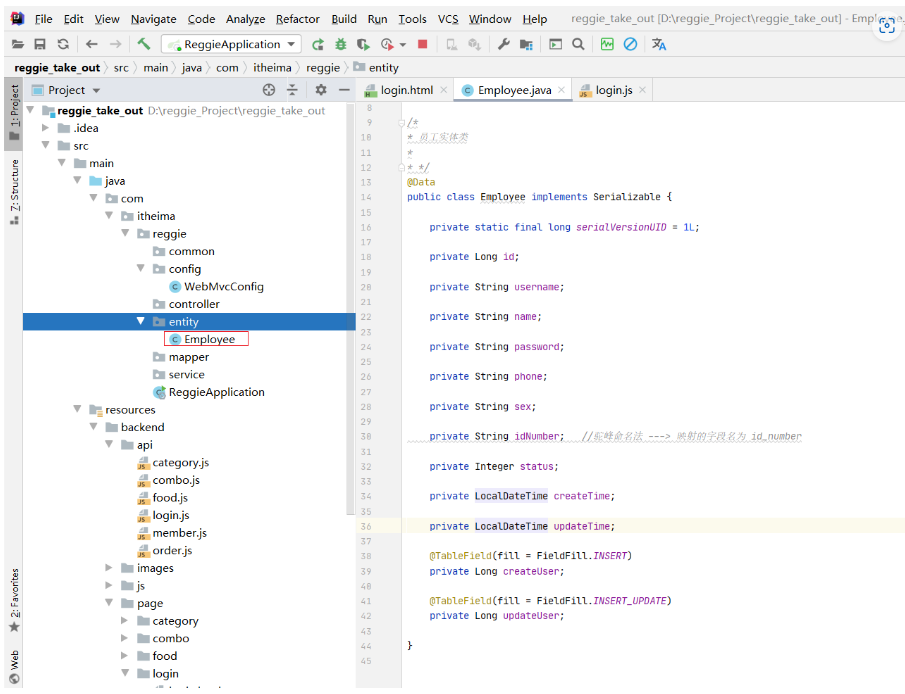 File Edit View Navigate Code Analyze Refactor Build Run Tools VCS Window Help reggie_take_out [D:\reggie_Project\reggie_take_out] - Employee.
ReggieApplication
reggie_take_out src main java com itheima reggie entity
1: Project
Z: Structure
2: Favorites
Web
Project
reggie_take_out D:\reggie_Project\reggie_take_out
.idea
src
main
java
com
itheima
reggie
common
config
WebMvcConfig
controller
entity
Employee
mapper
service
ReggieApplication
resources
backend
api
category.js
combo.js
food.js
login.js
member.js
order.js
images
js
page
category
combo
food
login
login.html Employee.java login.js
8
9 /*
10 * 员工实体类
11 *
12 * */
13 @Data
14 public class Employee implements Serializable {
15
16 private static final long serialVersionUID = 1L;
17
18 private Long id;
19
20 private String username;
21
22 private String name;
23
24 private String password;
25
26 private String phone;
27
28 private String sex;
29
30 private String idNumber; //驼峰命名法 ---> 映射的字段名为 id_number
31
32 private Integer status;
33
34 private LocalDateTime createTime;
35
36 private LocalDateTime updateTime;
37
38 @TableField(fill = FieldFill.INSERT)
39 private Long createUser;
40
41 @TableField(fill = FieldFill.INSERT_UPDATE)
42 private Long updateUser;
43
44 }
45